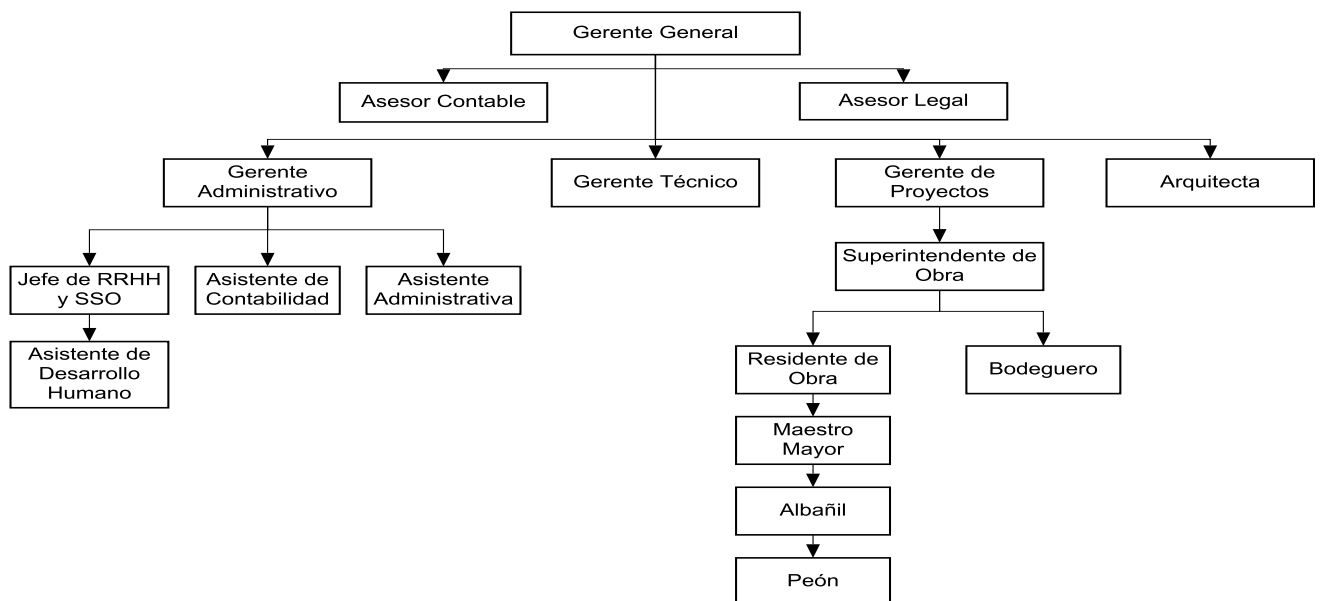 Gerente General
Asesor Contable
Asesor Legal
Gerente
Administrativo
Gerente Técnico
Gerente de
Proyectos
Arquitecta
Superintendente de
Obra
Jefe de RRHH
y SSO
Asistente de
Contabilidad
Asistente
Administrativa
Asistente de
Desarrollo
Humano
Residente de
Obra
Bodeguero
Maestro
Mayor
Albañil
Peón